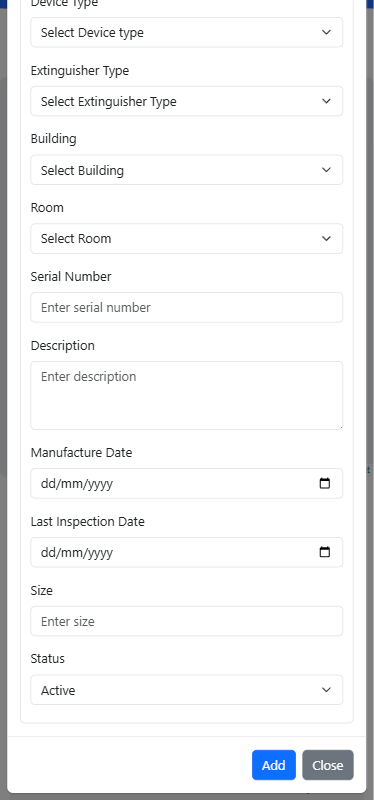 Device Type
Select Device type
Extinguisher Type
Select Extinguisher Type
Building
Select Building
Room
Select Room
Serial Number
Enter serial number
Description
Enter description
Manufacture Date
dd/mm/yyyy
Last Inspection Date
dd/mm/yyyy
Size
Enter size
Status
Active
Add
Close